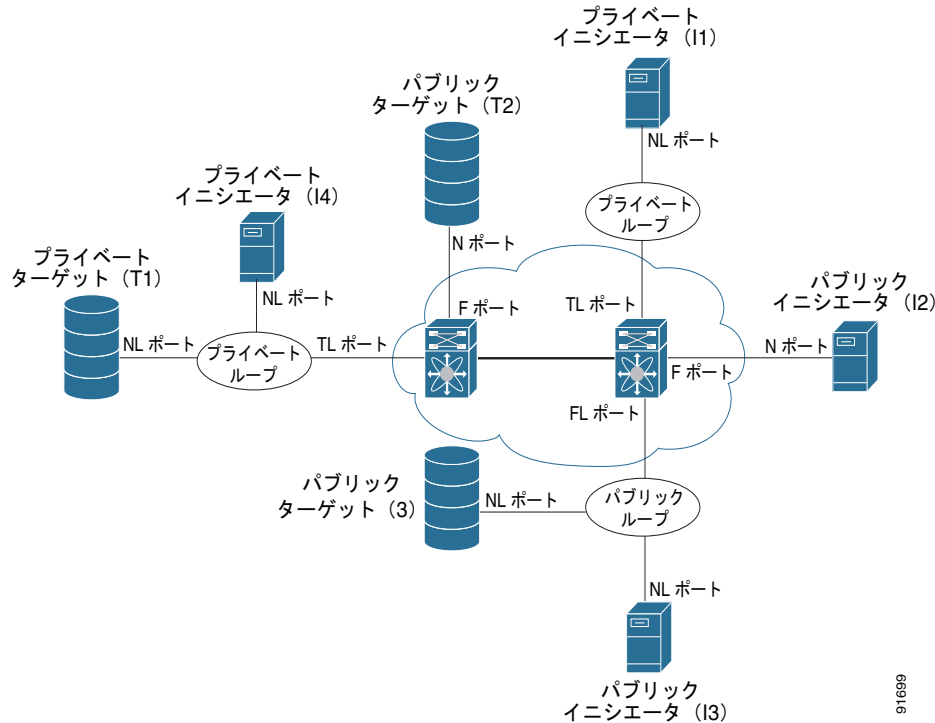 プライベート
イニシエータ（I1）
パブリック
ターゲット（T2）
NL ポート
プライベート
イニシエータ（I4）
プライベート
ループ
プライベート
ターゲット（T1）
N ポート
パブリック
イニシエータ（I2）
NL ポート
F ポート
TL ポート
NL ポート
プライベート
ループ
TL ポート
N ポート
F ポート
FL ポート
パブリック
ターゲット（3）
NL ポート
パブリック
ループ
NL ポート
パブリック
イニシエータ（I3）
91699